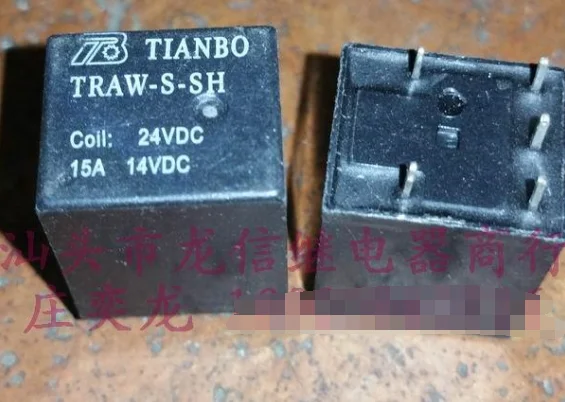 TIANBO
TRAW-S-SH
Coil: 24VDC
15A 14VDC
汕头市龙信继电器商行
庄奕龙